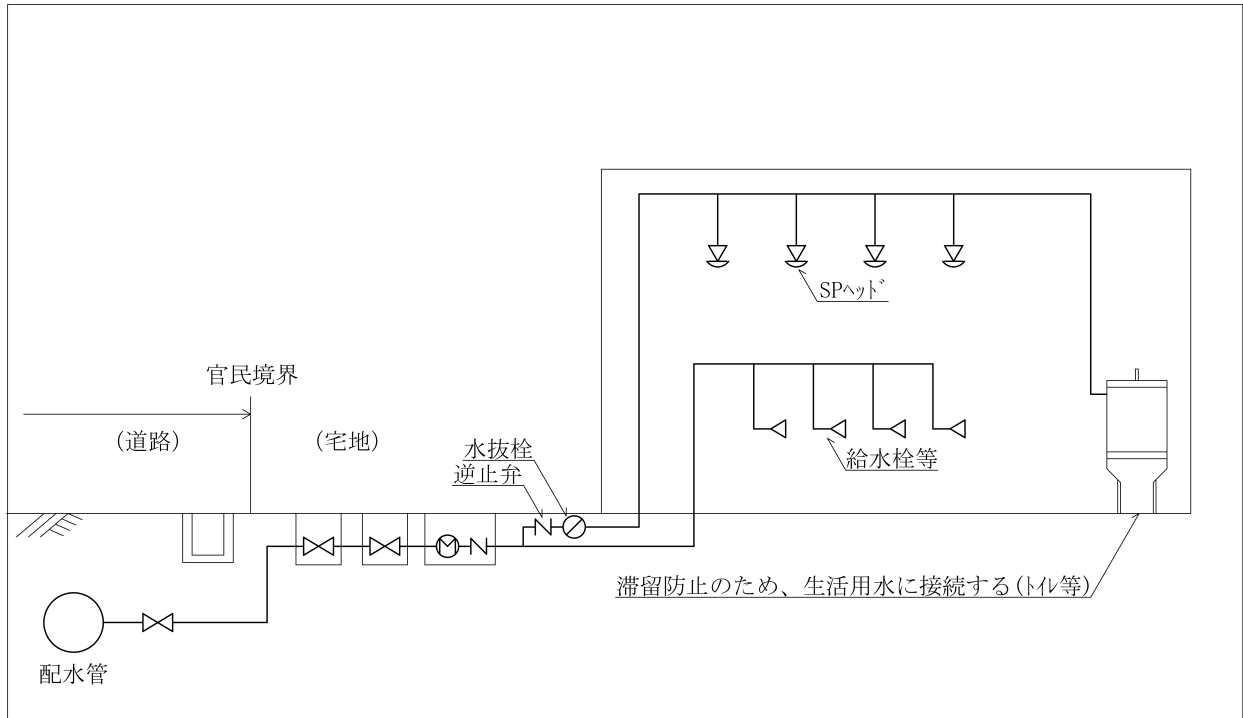 SPﾍｯﾄﾞ
官民境界
(道路)
(宅地)
水抜栓
逆止弁
給水栓等
滞留防止のため、生活用水に接続する(ﾄｲﾚ等)
配水管